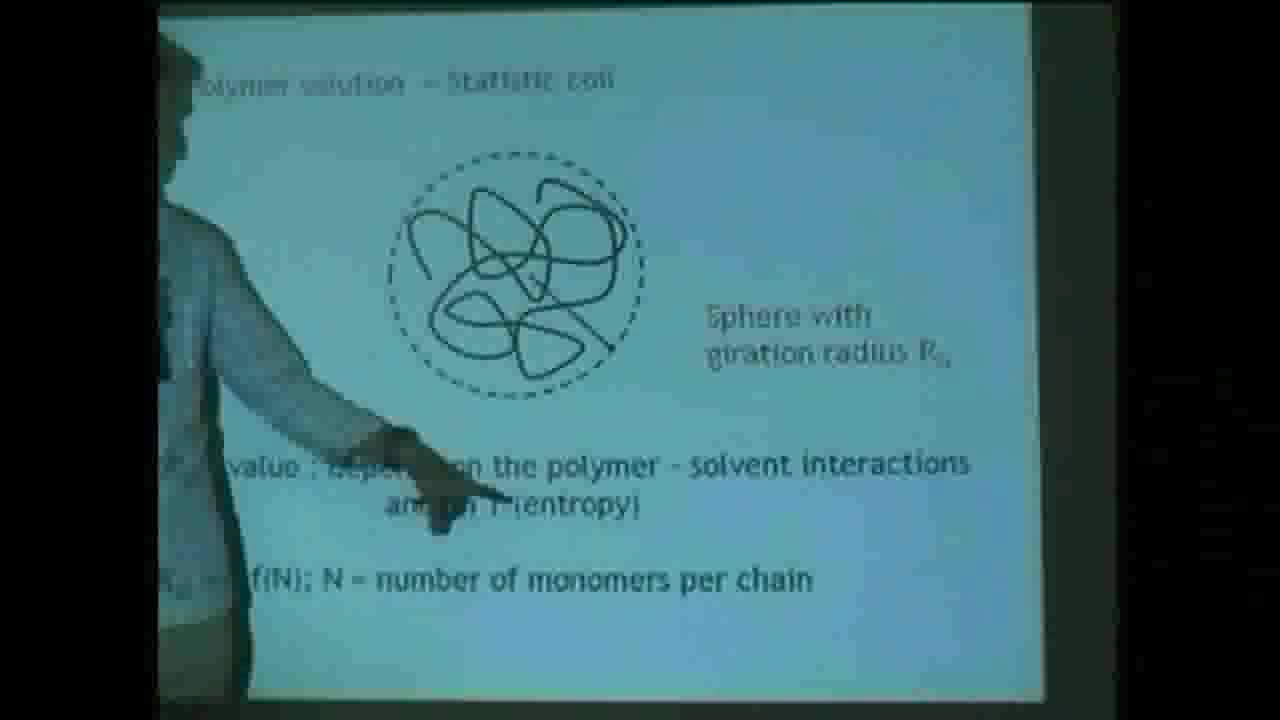 olymer solution - Statistic coil
Sphere with
giration radius R
value : on the polymer - solvent interactions
(entropy)
f(N); N = number of monomers per chain